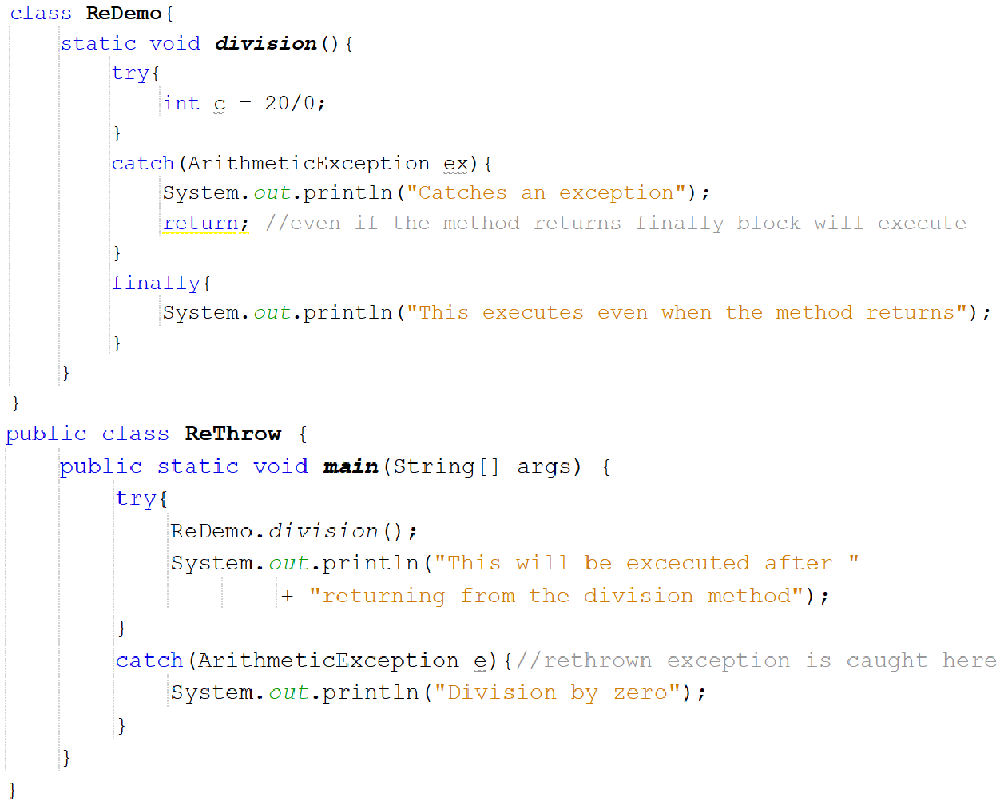 class ReDemo{
static void division(){
try{
int c = 20/0;
}
catch(ArithmeticException ex){
System.out.println("Catches an exception");
return; //even if the method returns finally block will execute
}
finally{
System.out.println("This executes even when the method returns");
}
}
}
public class ReThrow {
public static void main(String[] args) {
try{
ReDemo.division();
System.out.println("This will be excecuted after "
+ "returning from the division method");
}
catch(ArithmeticException e){//rethrown exception is caught here
System.out.println("Division by zero");
}
}
}